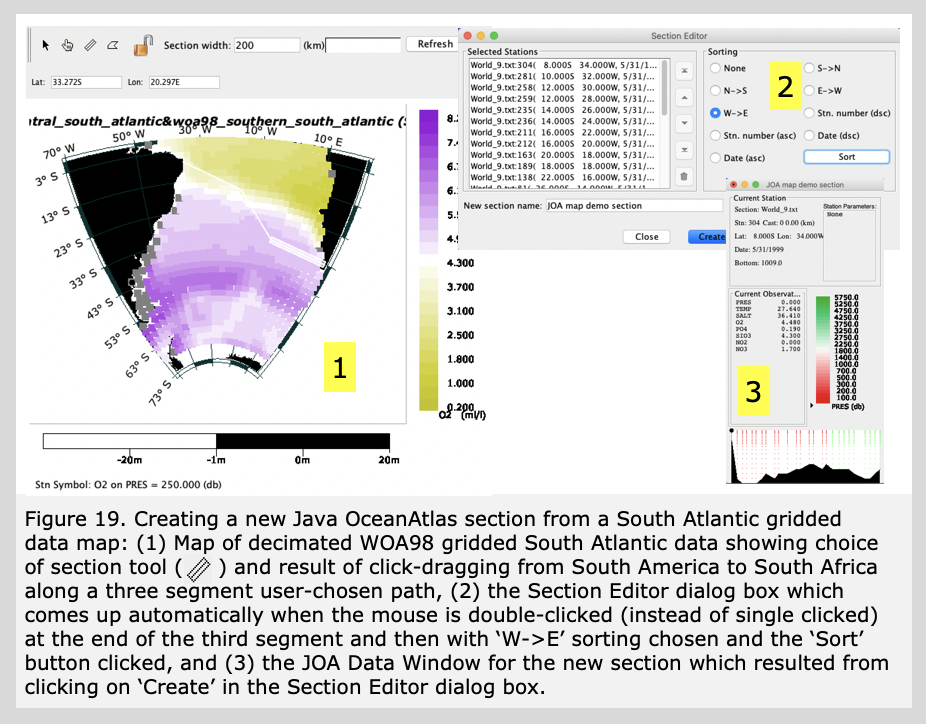 Section width: 200 (km) Refresh
Lat: 33.272S Lon: 20.297E
ntral_south_atlantic&woa98_southern_south_atlantic (
70° W
50° W
30° W
10° W
10° E
3° S
13° S
23° S
33° S
43° S
53° S
63° S
73° S
1
8.
7.
6.
6.
5.
4.
4.300
3.700
3.100
2.500
1.800
1.000
0.200
O2 (ml/l)
-20m -1m 0m 20m
Stn Symbol: O2 on PRES = 250.000 (db)
Section Editor
Selected Stations
World_9.txt:304( 8.000S 34.000W, 5/31/1...
World_9.txt:281( 10.000S 32.000W, 5/31/...
World_9.txt:258( 12.000S 30.000W, 5/31/...
World_9.txt:259( 12.000S 28.000W, 5/31/...
World_9.txt:235( 14.000S 26.000W, 5/31/...
World_9.txt:236( 14.000S 24.000W, 5/31/...
World_9.txt:211( 16.000S 22.000W, 5/31/...
World_9.txt:212( 16.000S 20.000W, 5/31/...
World_9.txt:163( 20.000S 18.000W, 5/31/...
World_9.txt:189( 18.000S 18.000W, 5/31/...
World_9.txt:138( 22.000S 16.000W, 5/31/...
New section name: JOA map demo section
Close Create
Sorting
None
S->N
N->S
E->W
W->E
Stn. number (dsc)
Stn. number (asc)
Date (dsc)
Date (asc)
Sort
2
JOA map demo section
Current Station
Section: World_9.txt
Stn: 304 Cast: 0 0.00 (km)
Lat: 8.000S Lon: 34.000W
Date: 5/31/1999
Bottom: 1009.0
Station Parameters:
None
Current Observat...
PRES 0.000
TEMP 27.640
SALT 36.410
O2 4.480
PO4 0.190
SIO3 4.300
NO2 0.000
NO3 1.700
3
5750.0
5250.0
4750.0
4250.0
3750.0
3250.0
2750.0
2250.0
1800.0
1400.0
1000.0
700.0
500.0
300.0
200.0
100.0
PRES (db)
Figure 19. Creating a new Java OceanAtlas section from a South Atlantic gridded
data map: (1) Map of decimated WOA98 gridded South Atlantic data showing choice
of section tool ( ) and result of click-dragging from South America to South Africa
along a three segment user-chosen path, (2) the Section Editor dialog box which
comes up automatically when the mouse is double-clicked (instead of single clicked)
at the end of the third segment and then with ‘W->E’ sorting chosen and the ‘Sort’
button clicked, and (3) the JOA Data Window for the new section which resulted from
clicking on ‘Create’ in the Section Editor dialog box.